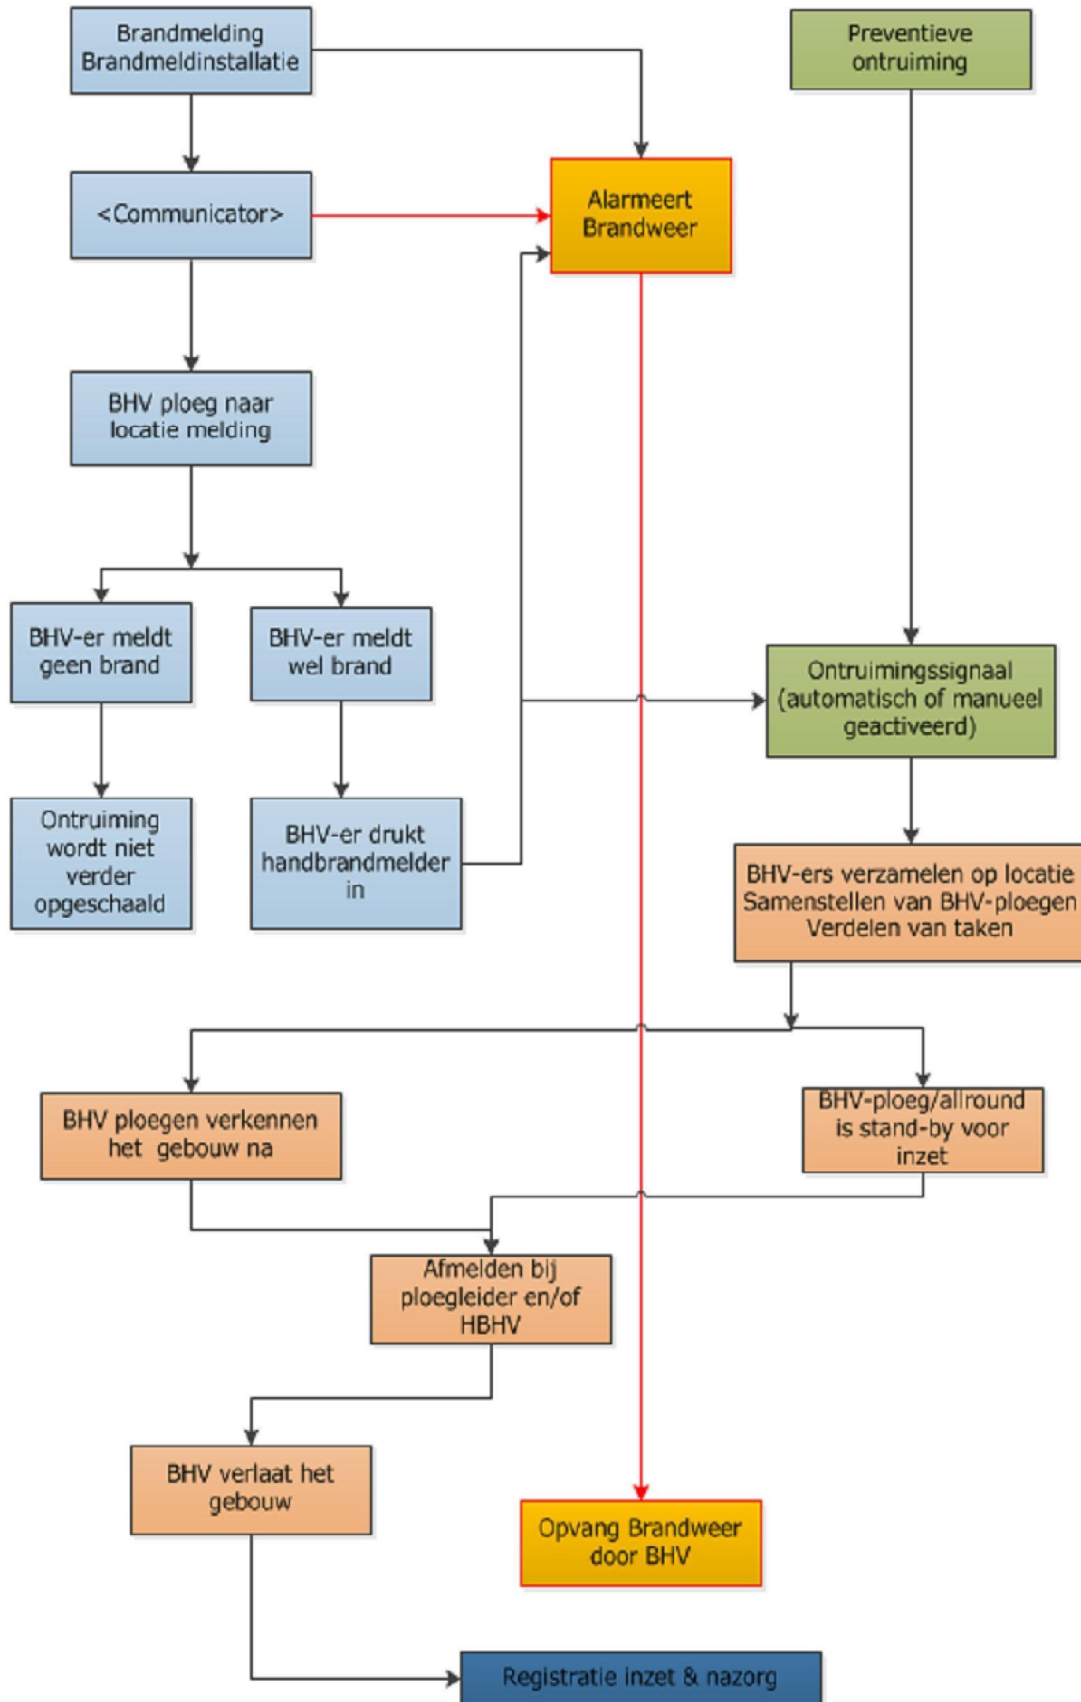 Brandmelding
Brandmeldinstallatie
Preventieve
ontruiming
<Communicator>
Alarmeert
Brandweer
BHV ploeg naar
locatie melding
BHV-er meldt
geen brand
BHV-er meldt
wel brand
Ontruimingssignaal
(automatisch of manueel
geactiveerd)
Ontruiming
wordt niet
verder
opgeschaald
BHV-er drukt
handbrandmelder
in
BHV-ers verzamelen op locatie
Samenstellen van BHV-ploegen
Verdelen van taken
BHV ploegen verkennen
het gebouw na
BHV-ploeg/allround
is stand-by voor
inzet
Afmelden bij
ploegleider en/of
HBHV
BHV verlaat het
gebouw
Opvang Brandweer
door BHV
Registratie inzet & nazorg